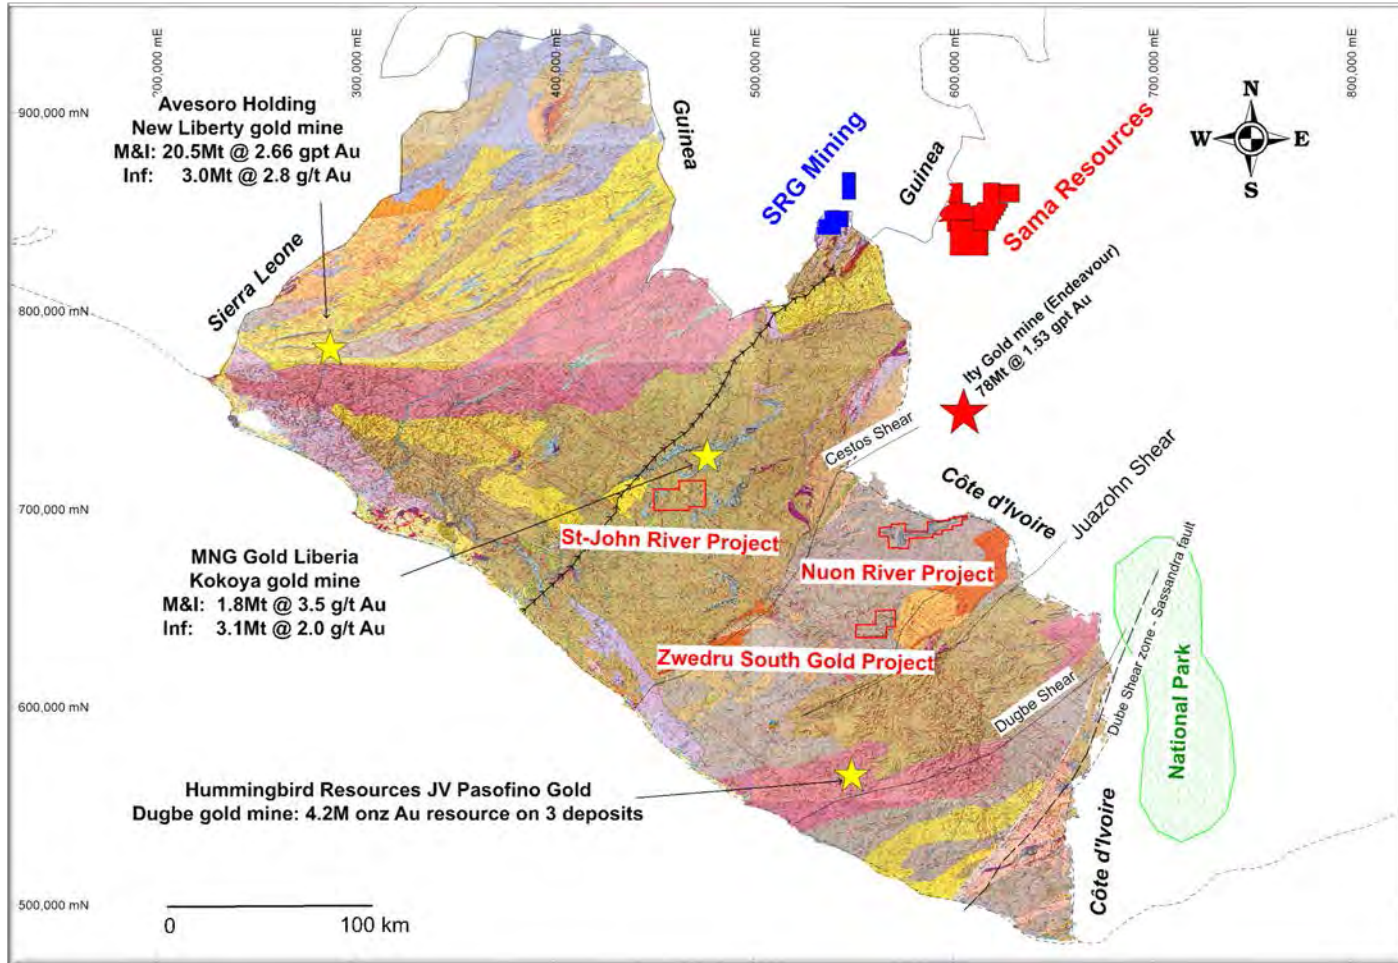 200,000 mE
300,000 mE
400,000 mE
500,000 mE
600,000 mE
700,000 mE
800,000 mE
900,000 mN
800,000 mN
700,000 mN
600,000 mN
500,000 mN
Avesoro Holding
New Liberty gold mine
M&I: 20.5Mt @ 2.66 gpt Au
Inf: 3.0Mt @ 2.8 g/t Au
Guinea
SRG Mining
Guinea
Sama Resources
N
W E
S
Sierra Leone
Ity Gold mine (Endeavour)
78Mt @ 1.53 gpt Au
Cestos Shear
Côte d'Ivoire
Juazohn Shear
St-John River Project
Nuon River Project
MNG Gold Liberia
Kokoya gold mine
M&I: 1.8Mt @ 3.5 g/t Au
Inf: 3.1Mt @ 2.0 g/t Au
Zwedru South Gold Project
Dugbe Shear
Dube Shear zone - Sassandra fault
National Park
Hummingbird Resources JV Pasofino Gold
Dugbe gold mine: 4.2M onz Au resource on 3 deposits
Côte d'Ivoire
0 100 km